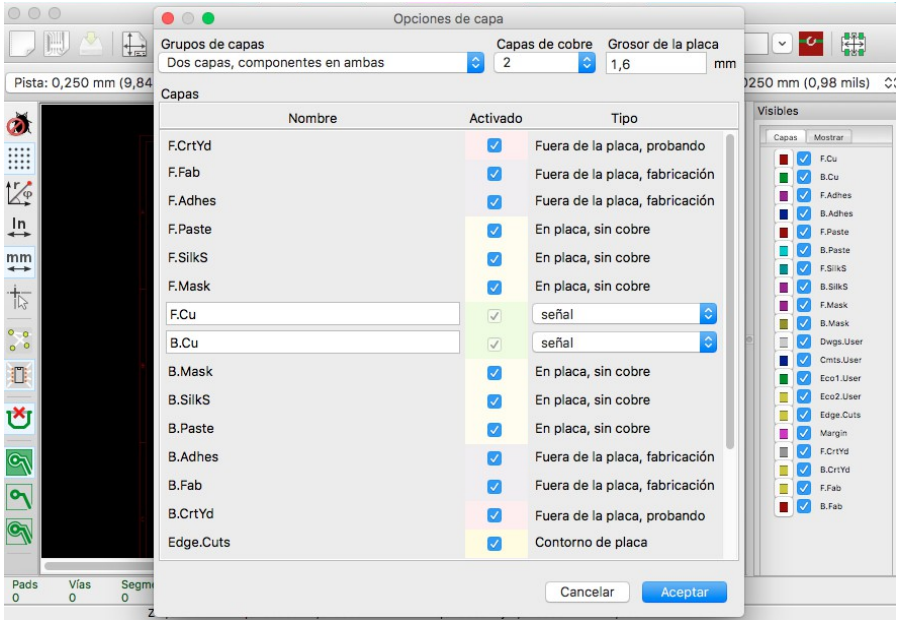 Opciones de capa
Grupos de capas Capas de cobre Grosor de la placa
Dos capas, componentes en ambas 2 1,6 mm
Pista: 0,250 mm (9,84
0250 mm (0,98 mils)
Capas
Nombre Activado Tipo
F.CrtYd Fuera de la placa, probando
F.Fab Fuera de la placa, fabricación
F.Adhes Fuera de la placa, fabricación
F.Paste En placa, sin cobre
F.SilkS En placa, sin cobre
F.Mask En placa, sin cobre
F.Cu señal
B.Cu señal
B.Mask En placa, sin cobre
B.SilkS En placa, sin cobre
B.Paste En placa, sin cobre
B.Adhes Fuera de la placa, fabricación
B.Fab Fuera de la placa, fabricación
B.CrtYd Fuera de la placa, probando
Edge.Cuts Contorno de placa
Cancelar Aceptar
In
mm
Visibles
Capas Mostrar
F.Cu
B.Cu
F.Adhes
B.Adhes
F.Paste
B.Paste
F.SilkS
B.SilkS
F.Mask
B.Mask
Dwgs.User
Cmts.User
Eco1.User
Eco2.User
Edge.Cuts
Margin
F.CrtYd
B.CrtYd
F.Fab
B.Fab
Pads Vías Segm
0 0 0